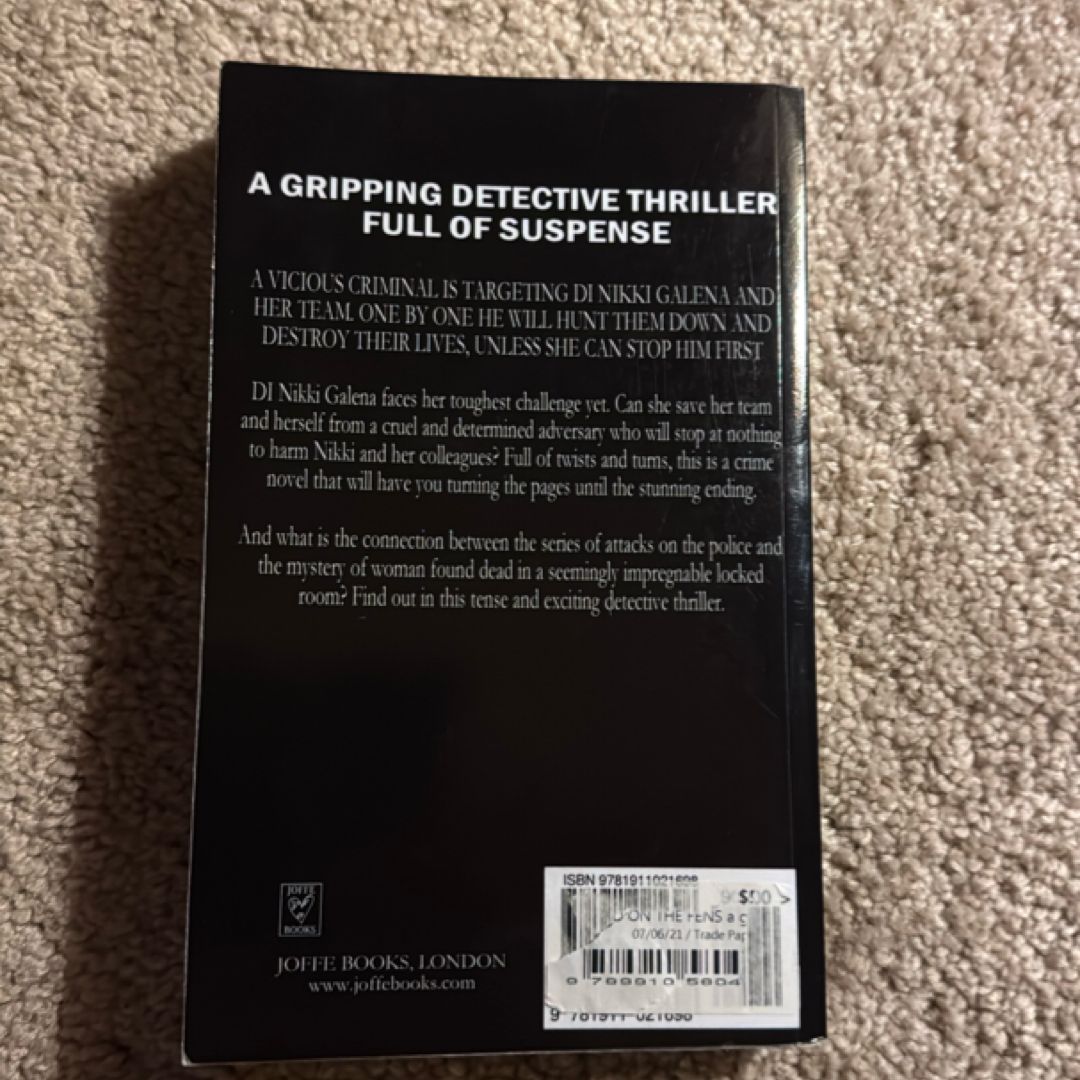 A GRIPPING DETECTIVE THRILLER
FULL OF SUSPENSE
A VICIOUS CRIMINAL IS TARGETING DI NIKKI GALENA AND
HER TEAM. ONE BY ONE HE WILL HUNT THEM DOWN AND
DESTROY THEIR LIVES, UNLESS SHE CAN STOP HIM FIRST
DI Nikki Galena faces her toughest challenge yet. Can she save her team
and herself from a cruel and determined adversary who will stop at nothing
to harm Nikki and her colleagues? Full of twists and turns, this is a crime
novel that will have you turning the pages until the stunning ending.
And what is the connection between the series of attacks on the police and
the mystery of woman found dead in a seemingly impregnable locked
room? Find out in this tense and exciting detective thriller.
JOFFE
BOOKS
JOFFE BOOKS, LONDON
www.joffebooks.com
ISBN 9781911021698
ON THE FENS a g
07/06/21 / Trade Pap
9 789910 5804
9 781911 021698